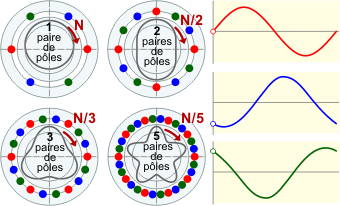 N
1
paire
de
pôles
N/2
2
paires
de
pôles
N/3
3
paires
de
pôles
N/5
5
paires
de
pôles